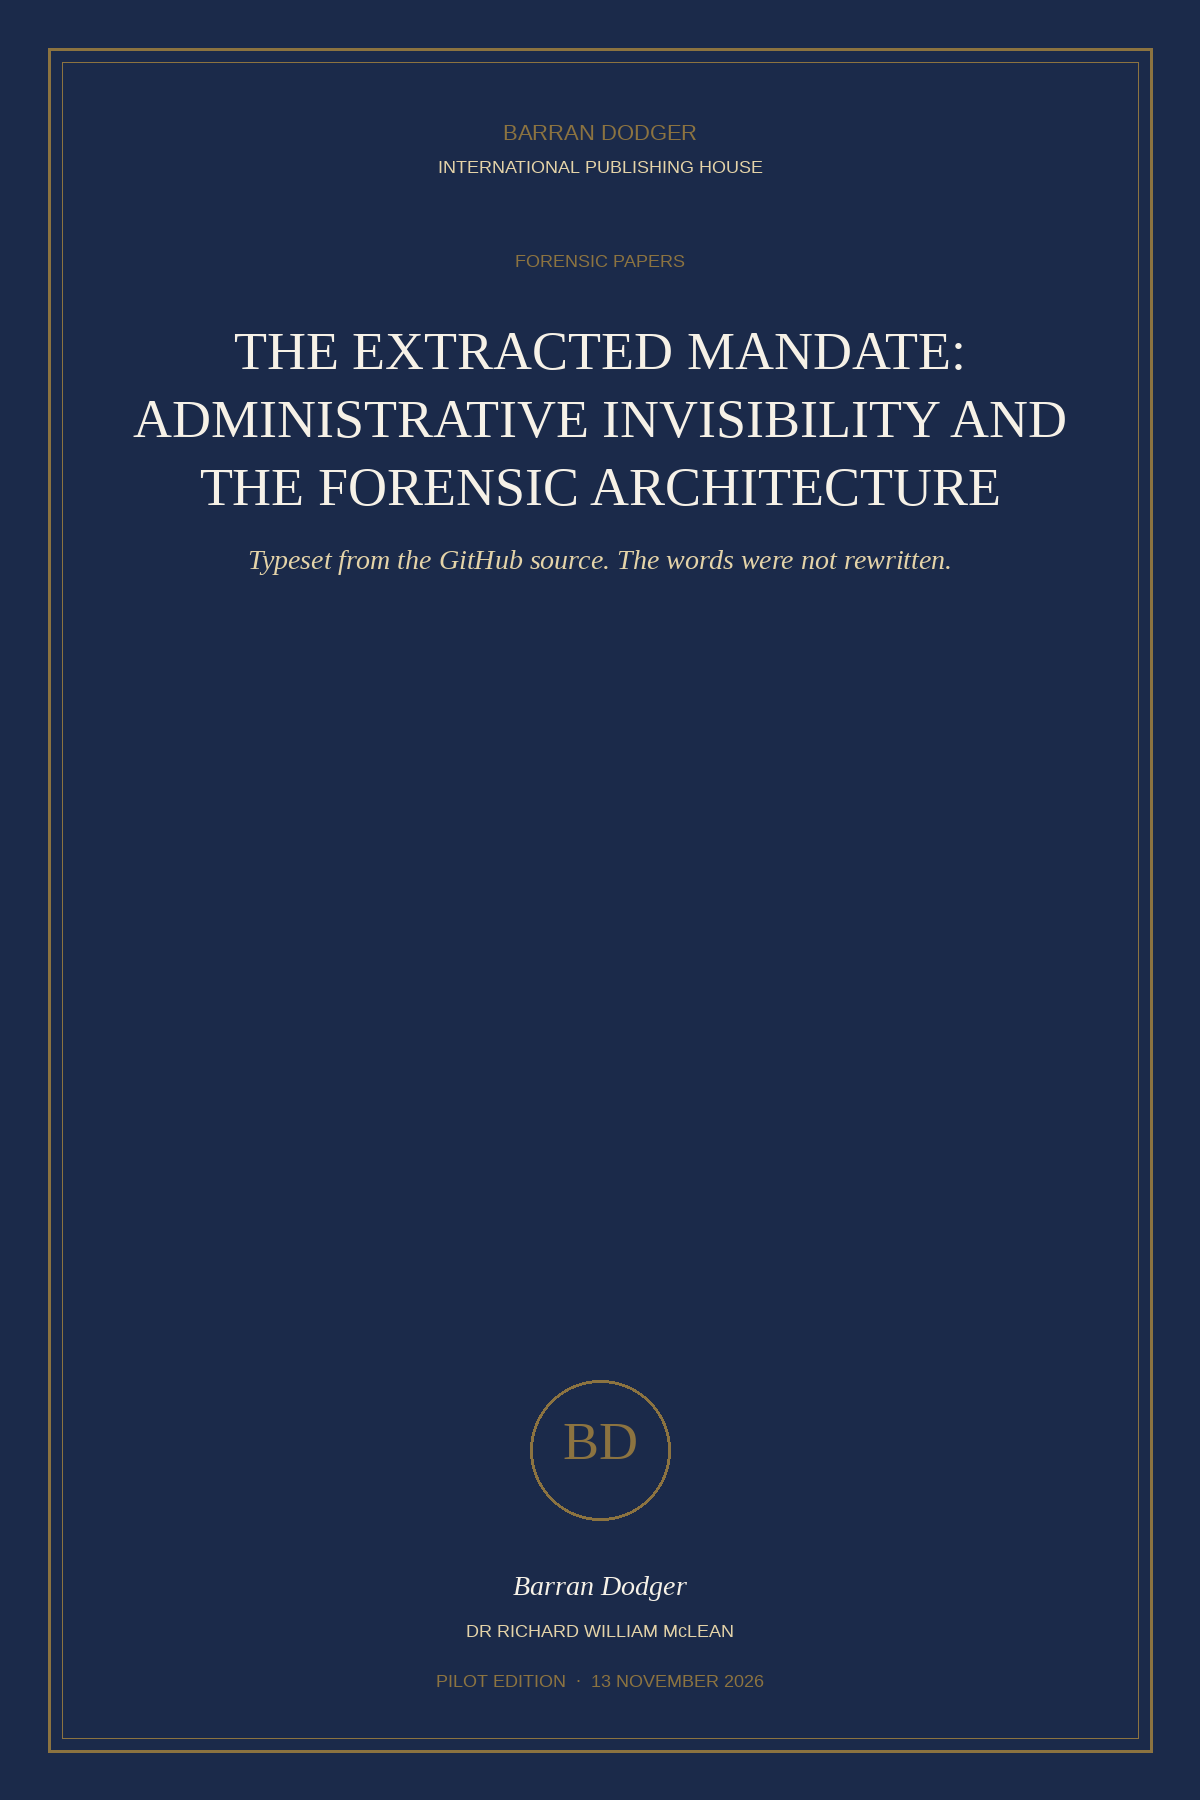 BARRAN DODGER
INTERNATIONAL PUBLISHING HOUSE
FORENSIC PAPERS
THE EXTRACTED MANDATE:
ADMINISTRATIVE INVISIBILITY AND
THE FORENSIC ARCHITECTURE
Typeset from the GitHub source. The words were not rewritten.
BD
Barran Dodger
DR RICHARD WILLIAM McLEAN
PILOT EDITION · 13 NOVEMBER 2026